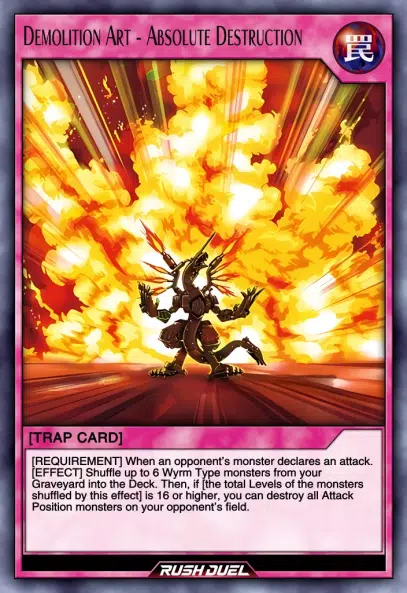 Demolition Art - Absolute Destruction
罠
[TRAP CARD]
[REQUIREMENT] When an opponent's monster declares an attack.
[EFFECT] Shuffle up to 6 Wyrm Type monsters from your
Graveyard into the Deck. Then, if [the total Levels of the monsters
shuffled by this effect] is 16 or higher, you can destroy all Attack
Position monsters on your opponent's field.
RUSH DUEL